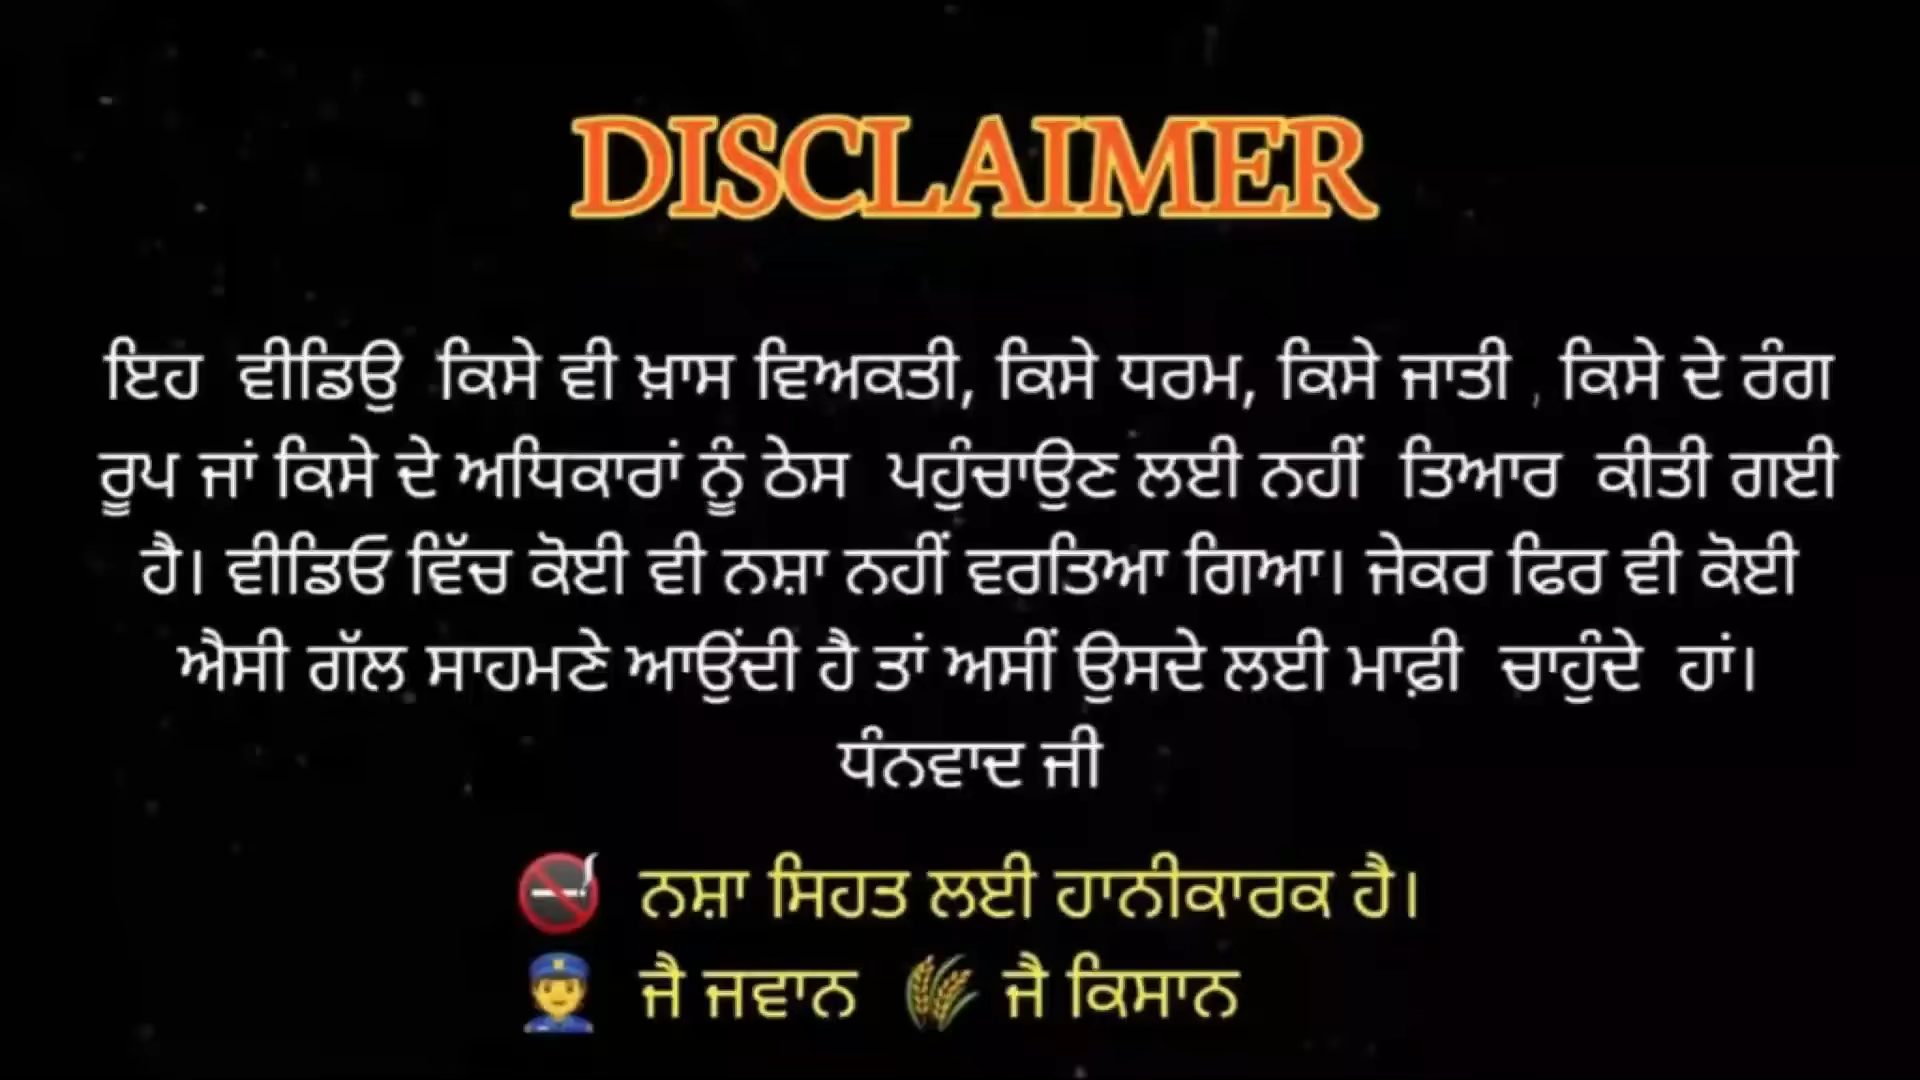 DISCLAIMER
ਇਹ ਵੀਡਿਉ ਕਿਸੇ ਵੀ ਖ਼ਾਸ ਵਿਅਕਤੀ, ਕਿਸੇ ਧਰਮ, ਕਿਸੇ ਜਾਤੀ , ਕਿਸੇ ਦੇ ਰੰਗ
ਰੂਪ ਜਾਂ ਕਿਸੇ ਦੇ ਅਧਿਕਾਰਾਂ ਨੂੰ ਠੇਸ ਪਹੁੰਚਾਉਣ ਲਈ ਨਹੀਂ ਤਿਆਰ ਕੀਤੀ ਗਈ
ਹੈ। ਵੀਡਿਓ ਵਿੱਚ ਕੋਈ ਵੀ ਨਸ਼ਾ ਨਹੀਂ ਵਰਤਿਆ ਗਿਆ। ਜੇਕਰ ਫਿਰ ਵੀ ਕੋਈ
ਐਸੀ ਗੱਲ ਸਾਹਮਣੇ ਆਉਂਦੀ ਹੈ ਤਾਂ ਅਸੀਂ ਉਸਦੇ ਲਈ ਮਾਫ਼ੀ ਚਾਹੁੰਦੇ ਹਾਂ।
ਧੰਨਵਾਦ ਜੀ
🚭 ਨਸ਼ਾ ਸਿਹਤ ਲਈ ਹਾਨੀਕਾਰਕ ਹੈ।
👮 ਜੈ ਜਵਾਨ 🌾 ਜੈ ਕਿਸਾਨ